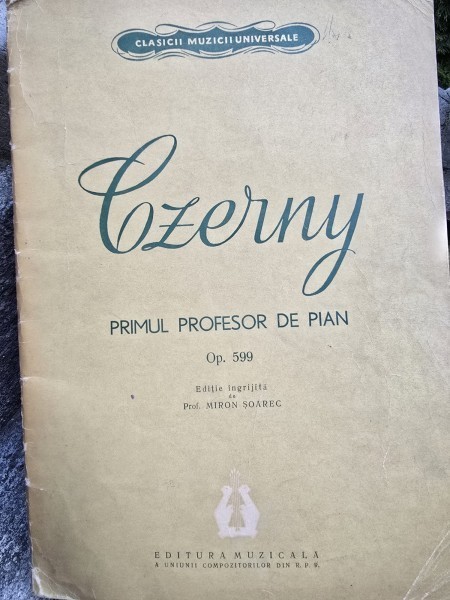 CLASICII MUZICII UNIVERSALE
Czerny
PRIMUL PROFESOR DE PIAN
Op. 599
Ediție îngrijită
de
Prof. MIRON ȘOAREC
EDITURA MUZICALĂ
A UNIUNII COMPOZITORILOR DIN R. P. R.